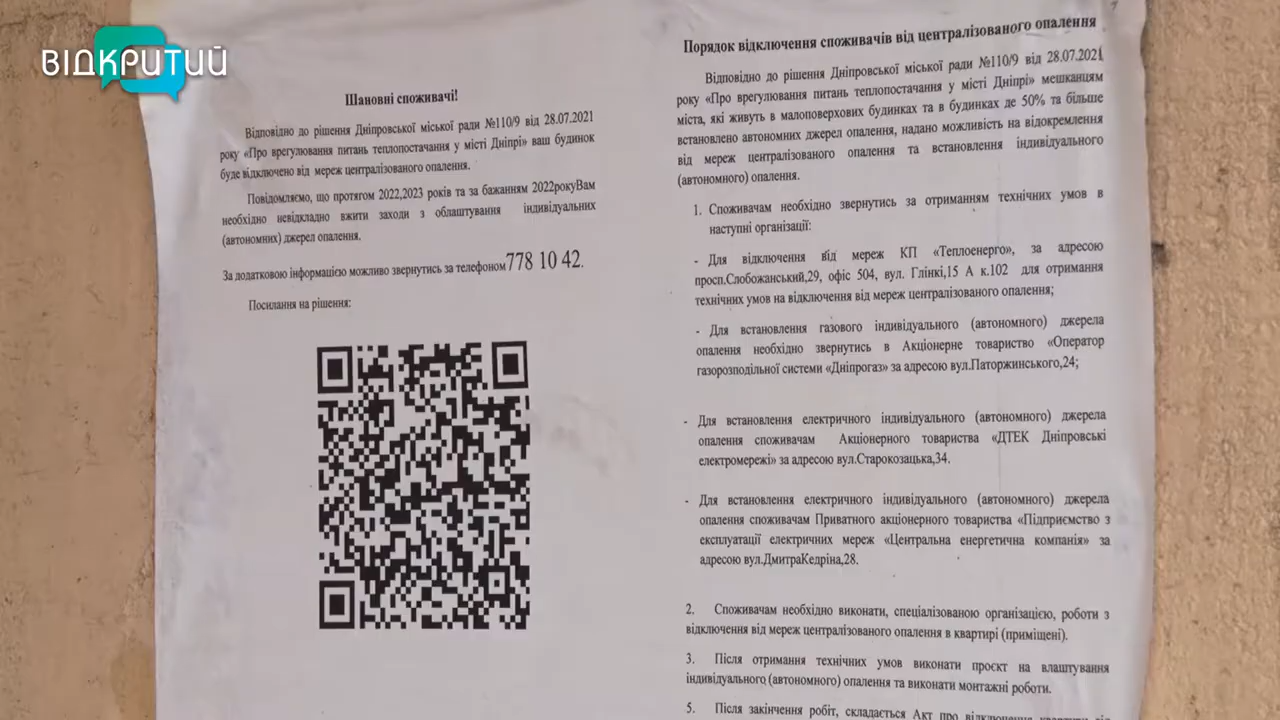 ВІДКРИТИЙ
Шановні споживачі!
Відповідно до рішення Дніпровської міської ради №110/9 від 28.07.2021
року «Про врегулювання питань теплопостачання у місті Дніпрі» ваш будинок
буде відключено від мереж централізованого опалення.
Повідомляємо, що протягом 2022,2023 років та за бажанням 2022рокуВам
необхідно невідкладно вжити заходи з облаштування індивідуальних
(автономних) джерел опалення.
За додатковою інформацією можливо звернутись за телефоном778 10 42.
Посилання на рішення:
Порядок відключення споживачів від централізованого опалення
Відповідно до рішення Дніпровської міської ради №110/9 від 28.07.2021
року «Про врегулювання питань теплопостачання у місті Дніпрі» мешканцям
міста, які живуть в малоповерхових будинках та в будинках де 50% та більше
встановлено автономних джерел опалення, надано можливість на відокремлення
від мереж централізованого опалення та встановлення індивідуального
(автономного) опалення.
1. Споживачам необхідно звернутись за отриманням технічних умов в
наступні організації:
- Для відключення від мереж КП «Теплоенерго», за адресою
просп.Слобожанський,29, офіс 504, вул. Глінкі,15 А к.102 для отримання
технічних умов на відключення від мереж централізованого опалення;
- Для встановлення газового індивідуального (автономного) джерела
опалення необхідно звернутись в Акціонерне товариство «Оператор
газорозподільної системи «Дніпрогаз» за адресою вул.Паторжинського,24;
- Для встановлення електричного індивідуального (автономного) джерела
опалення споживачам Акціонерного товариства «ДТЕК Дніпровські
електромережі» за адресою вул.Старокозацька,34.
- Для встановлення електричного індивідуального (автономного) джерела
опалення споживачам Приватного акціонерного товариства «Підприємство з
експлуатації електричних мереж «Центральна енергетична компанія» за
адресою вул.ДмитраКедріна,28.
2. Споживачам необхідно виконати, спеціалізованою організацією, роботи з
відключення від мереж централізованого опалення в квартирі (приміщені).
3. Після отримання технічних умов виконати проєкт на влаштування
індивідуального (автономного) опалення та виконати монтажні роботи.
5. Після закінчення робіт, складається Акт про відключення квартири від